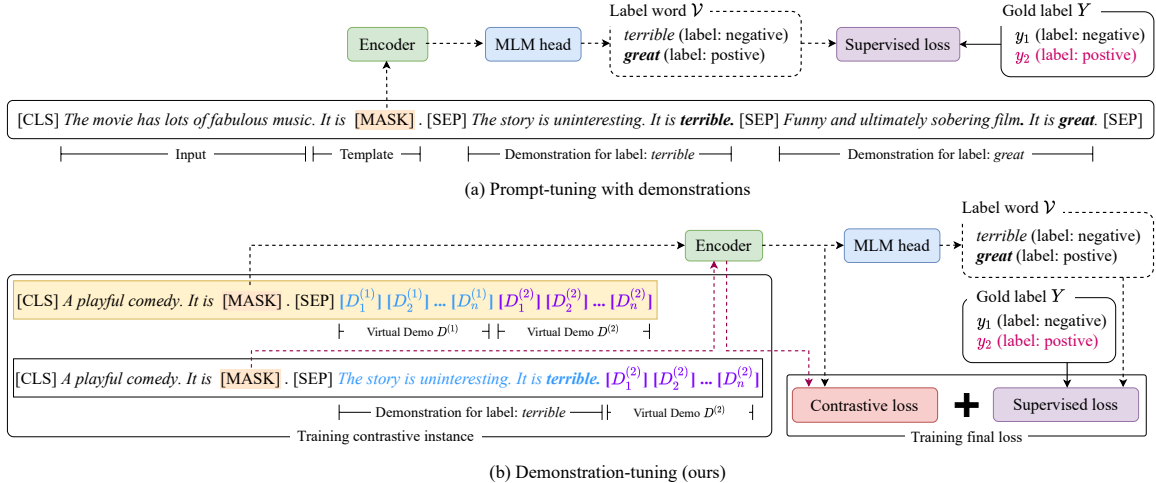 Label word 𝒱
Gold label Y
Encoder
MLM head
terrible (label: negative)
great (label: postive)
Supervised loss
y₁ (label: negative)
y₂ (label: postive)
[CLS] The movie has lots of fabulous music. It is [MASK] . [SEP] The story is uninteresting. It is terrible. [SEP] Funny and ultimately sobering film. It is great. [SEP]
Input
Template
Demonstration for label: terrible
Demonstration for label: great
(a) Prompt-tuning with demonstrations
Label word 𝒱
Encoder
MLM head
terrible (label: negative)
great (label: postive)
[CLS] A playful comedy. It is [MASK] . [SEP] [D₁⁽¹⁾] [D₂⁽¹⁾] ... [Dₙ⁽¹⁾] [D₁⁽²⁾] [D₂⁽²⁾] ... [Dₙ⁽²⁾]
Virtual Demo D⁽¹⁾
Virtual Demo D⁽²⁾
Gold label Y
y₁ (label: negative)
y₂ (label: postive)
[CLS] A playful comedy. It is [MASK] . [SEP] The story is uninteresting. It is terrible. [D₁⁽²⁾] [D₂⁽²⁾] ... [Dₙ⁽²⁾]
Demonstration for label: terrible
Virtual Demo D⁽²⁾
Contrastive loss
+
Supervised loss
Training contrastive instance
Training final loss
(b) Demonstration-tuning (ours)